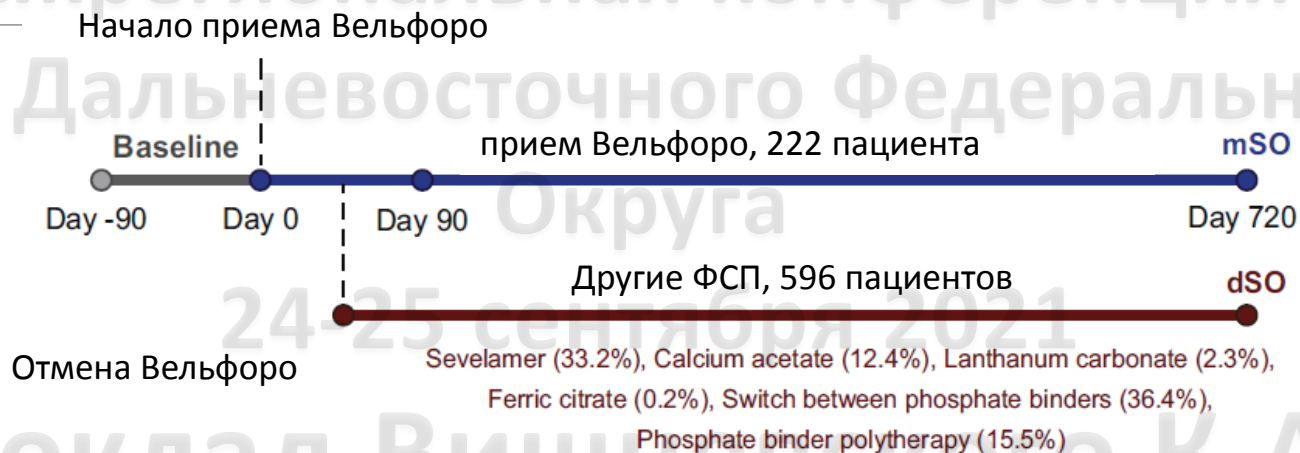 Дальневосточного Федеральн
Округа
24-25 сентября 2021
Начало приема Вельфоро
Baseline
прием Вельфоро, 222 пациента
mSO
Day -90
Day 0
Day 90
Day 720
Другие ФСП, 596 пациентов
dSO
Отмена Вельфоро
Sevelamer (33.2%), Calcium acetate (12.4%), Lanthanum carbonate (2.3%),
Ferric citrate (0.2%), Switch between phosphate binders (36.4%),
Phosphate binder polytherapy (15.5%)